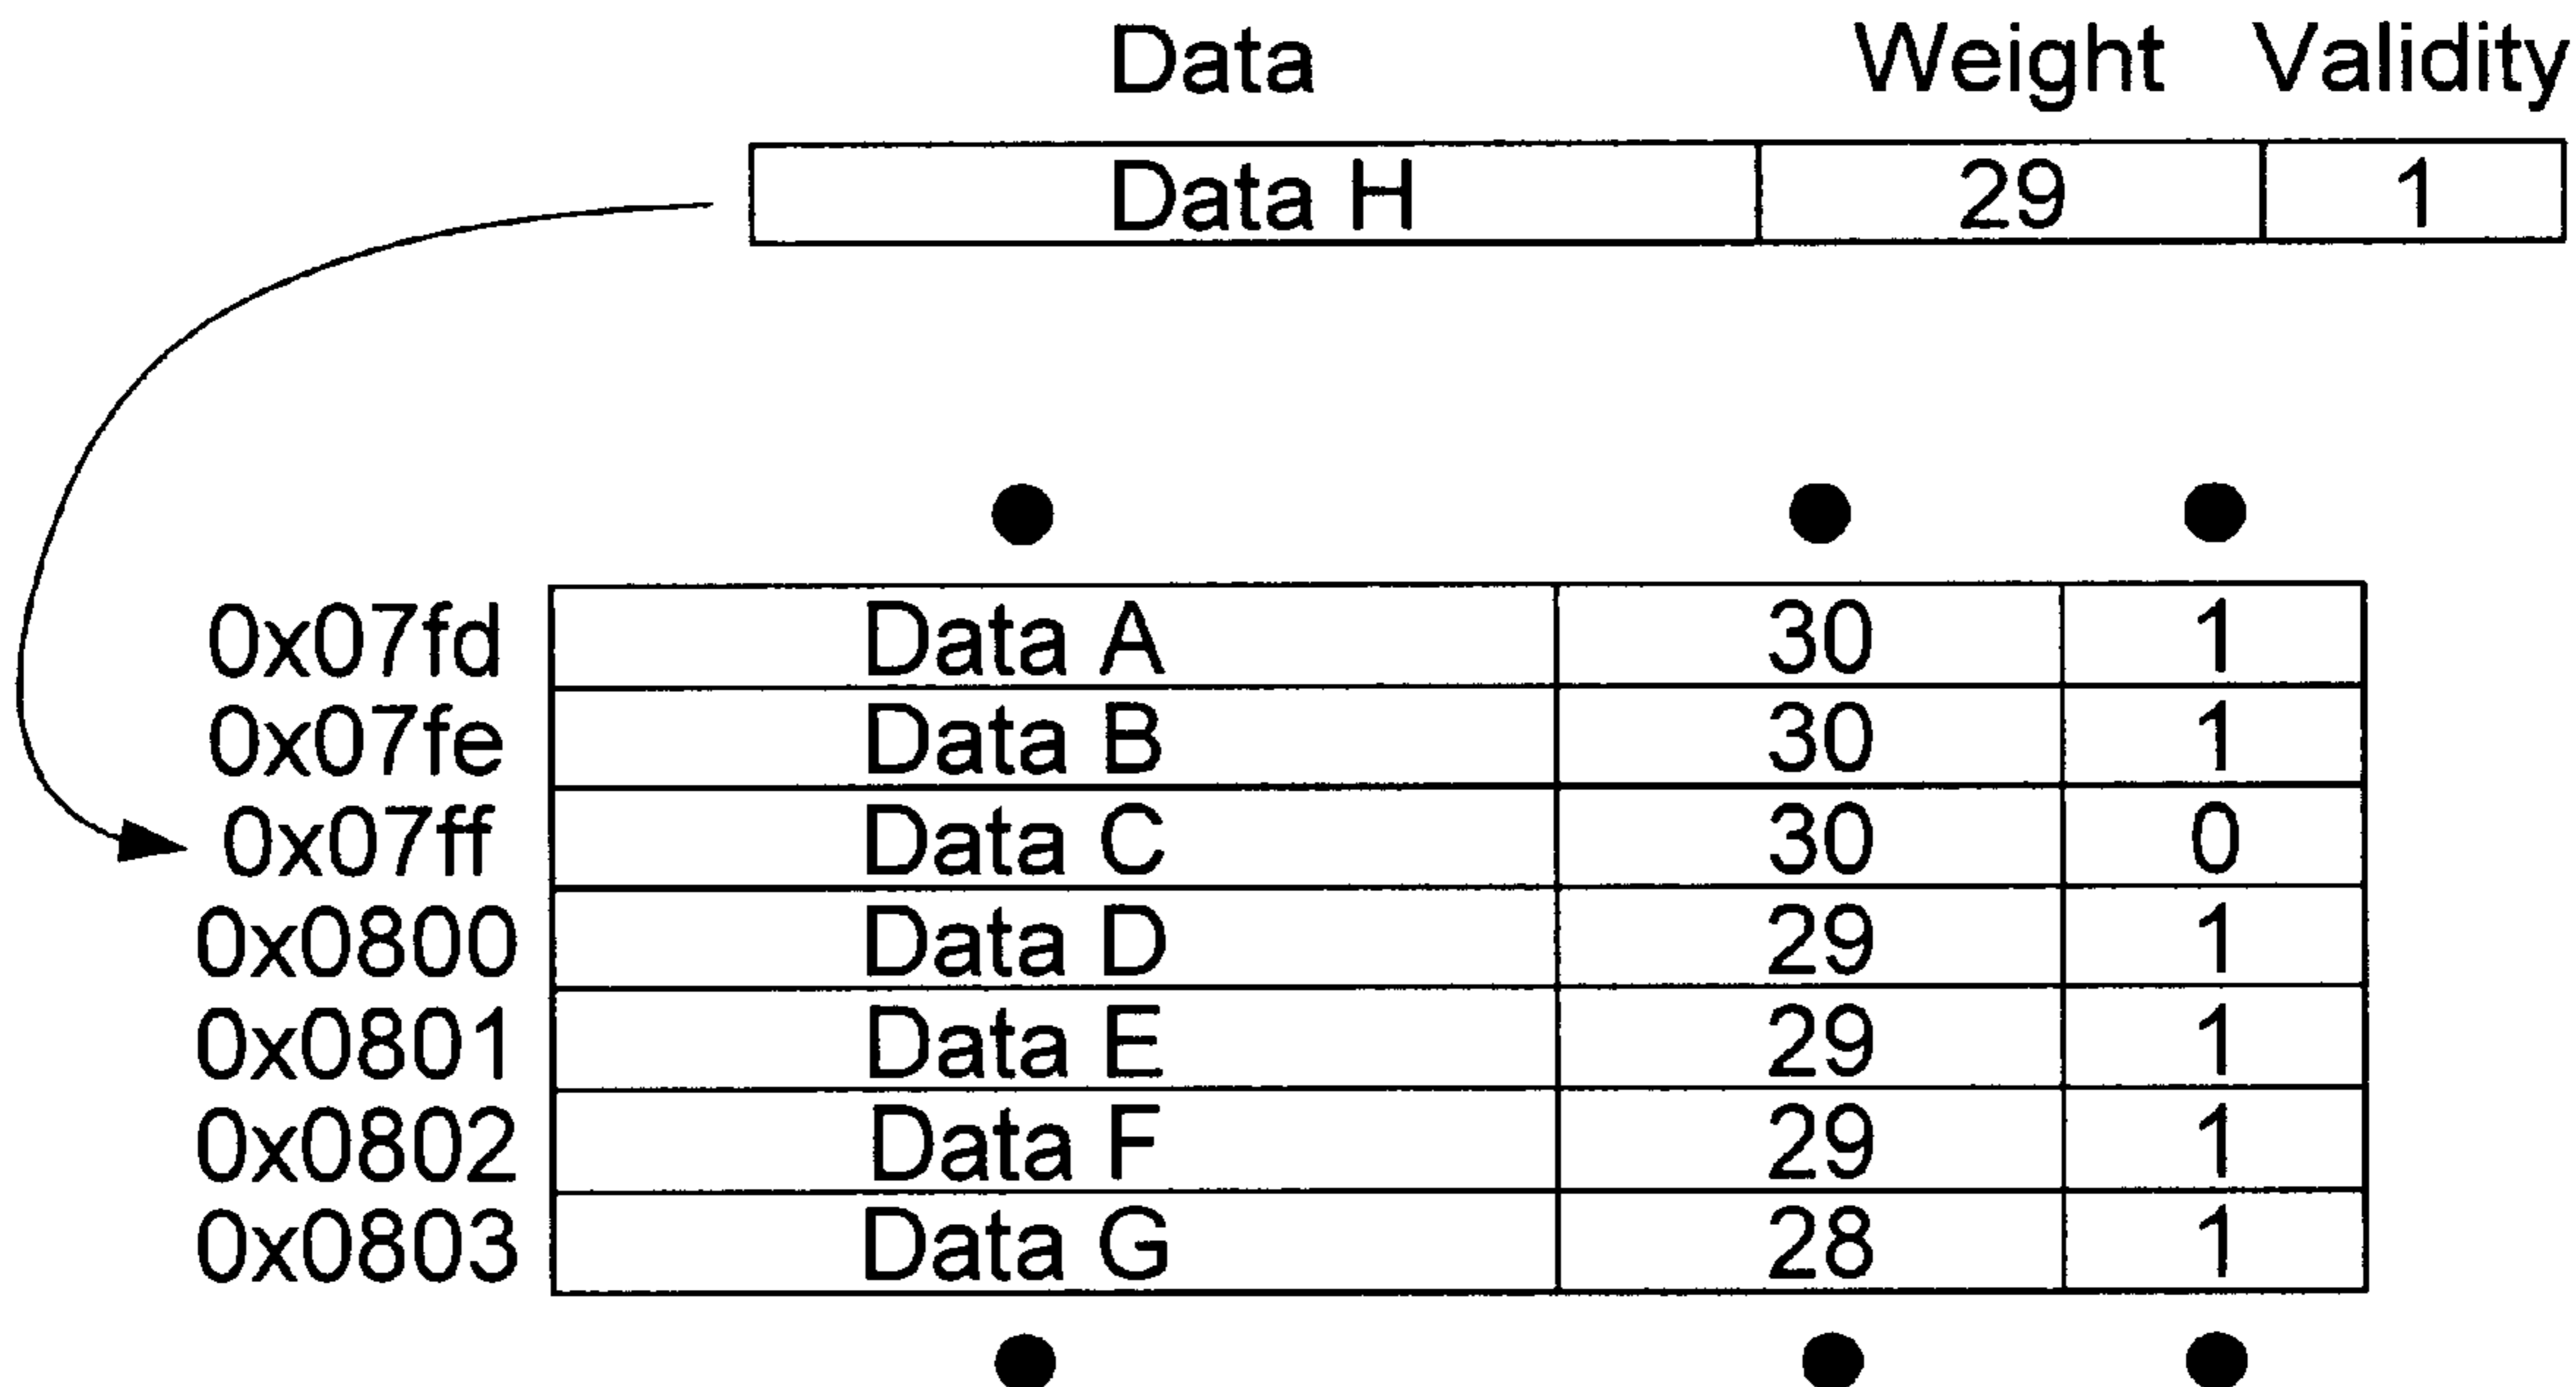 Data Weight Validity
Data H 29 1
0x07fd Data A 30 1
0x07fe Data B 30 1
0x07ff Data C 30 0
0x0800 Data D 29 1
0x0801 Data E 29 1
0x0802 Data F 29 1
0x0803 Data G 28 1